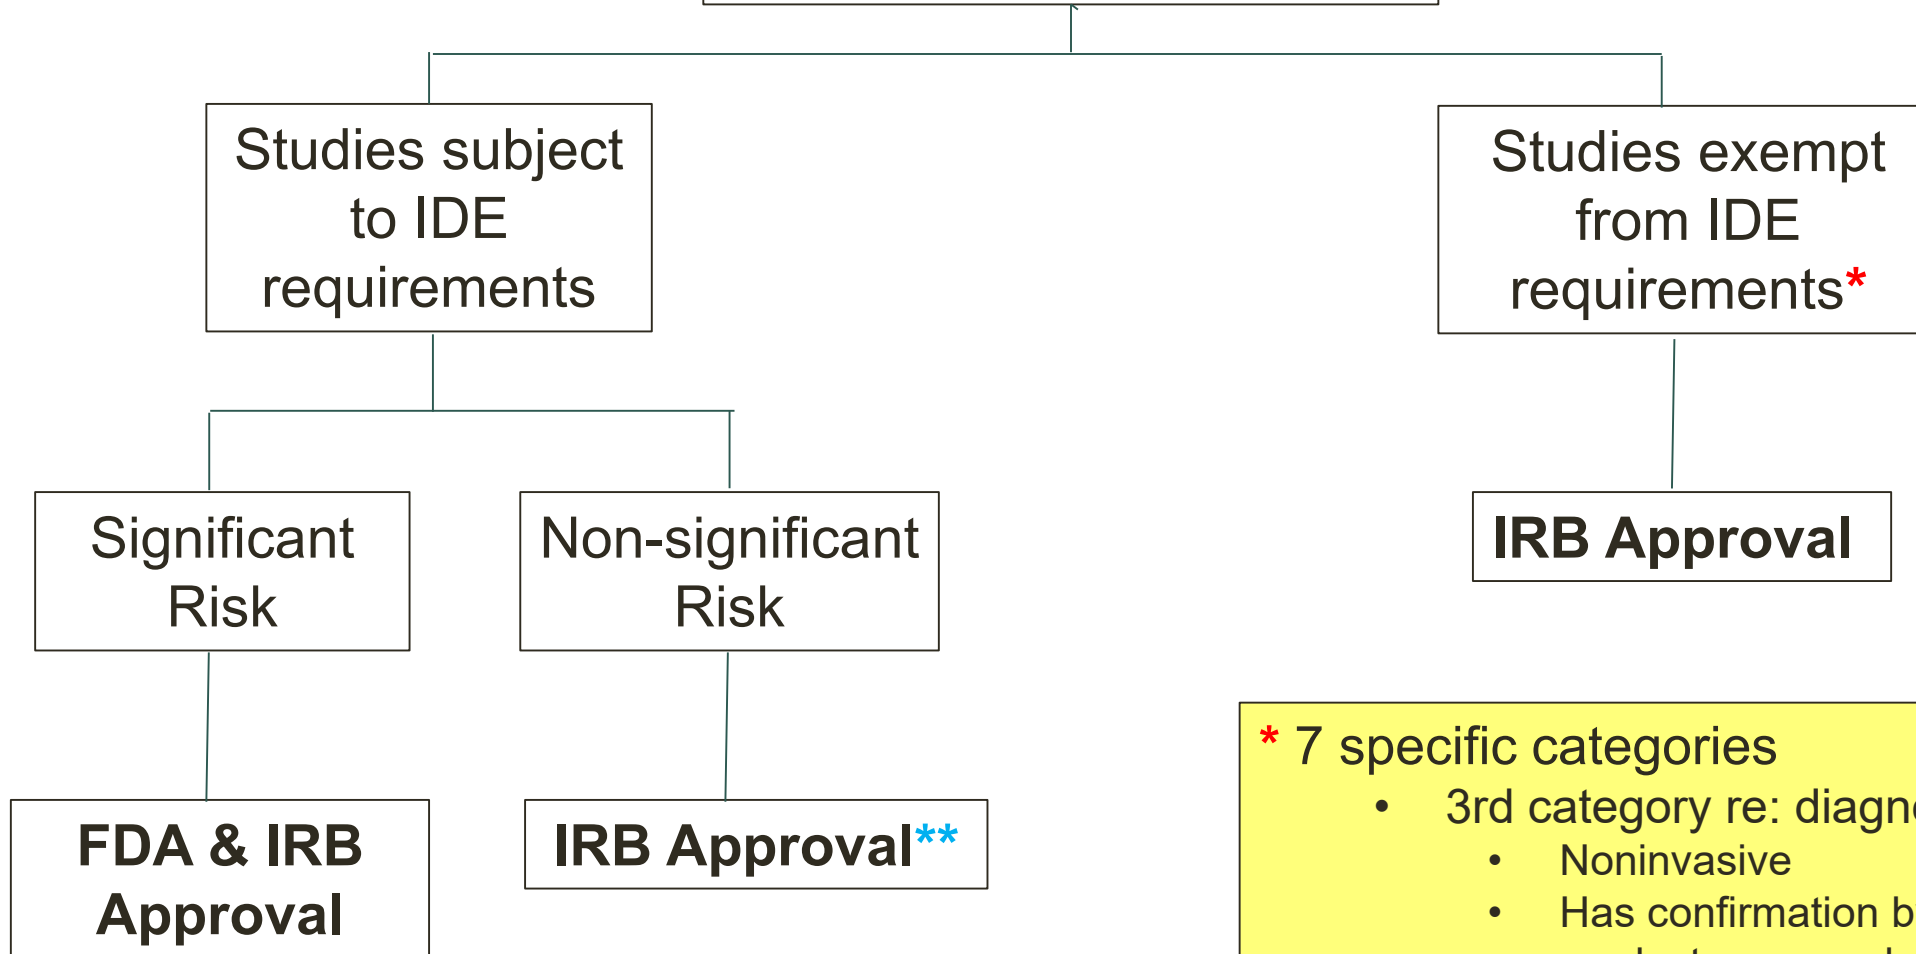 Studies subject
to IDE
requirements
Studies exempt
from IDE
requirements*
Significant
Risk
Non-significant
Risk
IRB Approval
FDA & IRB
Approval
IRB Approval**
* 7 specific categories
• 3rd category re:
• Noninvasive
• Has confirmation